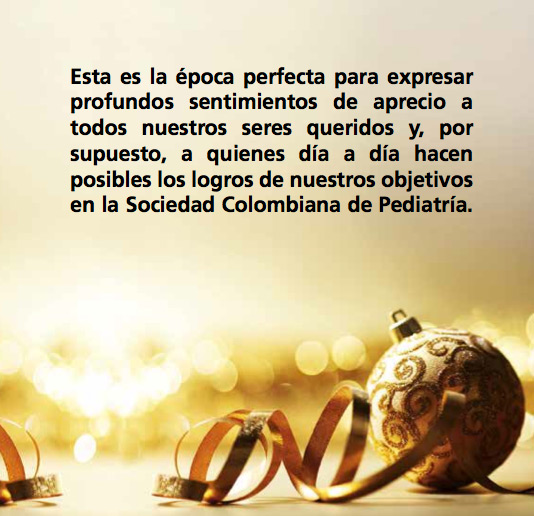 Esta es la época perfecta para expresar
profundos sentimientos de aprecio a
todos nuestros seres queridos y, por
supuesto, a quienes día a día hacen
posibles los logros de nuestros objetivos
en la Sociedad Colombiana de Pediatría.